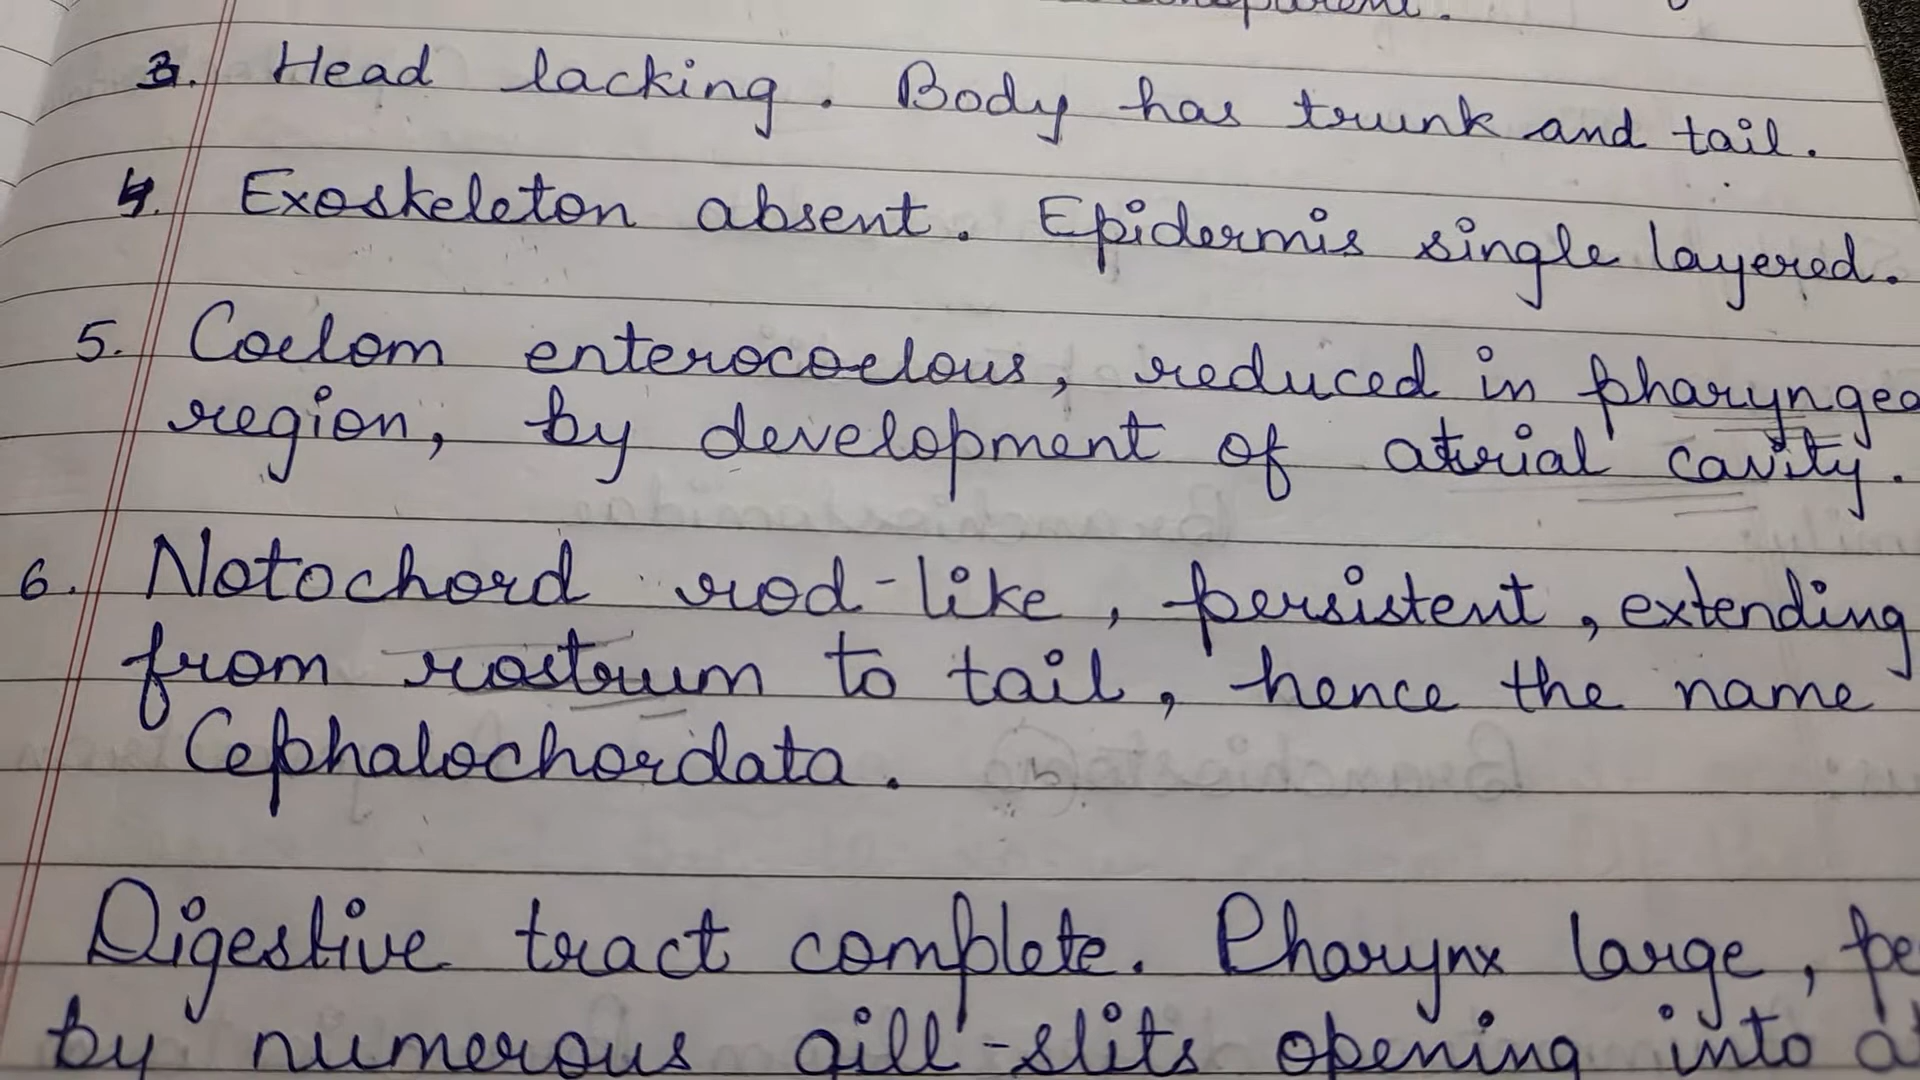 3. Head lacking. Body has trunk and tail.
4. Exoskeleton absent. Epidermis single layered.
5. Coelom enterocoelous, reduced in pharyngea
region, by development of atrial cavity.
6. Notochord rod-like, persistent, extending
from rostrum to tail, hence the name
Cephalochordata.
Digestive tract complete. Pharynx large, pe
by numerous gill-slits opening into at